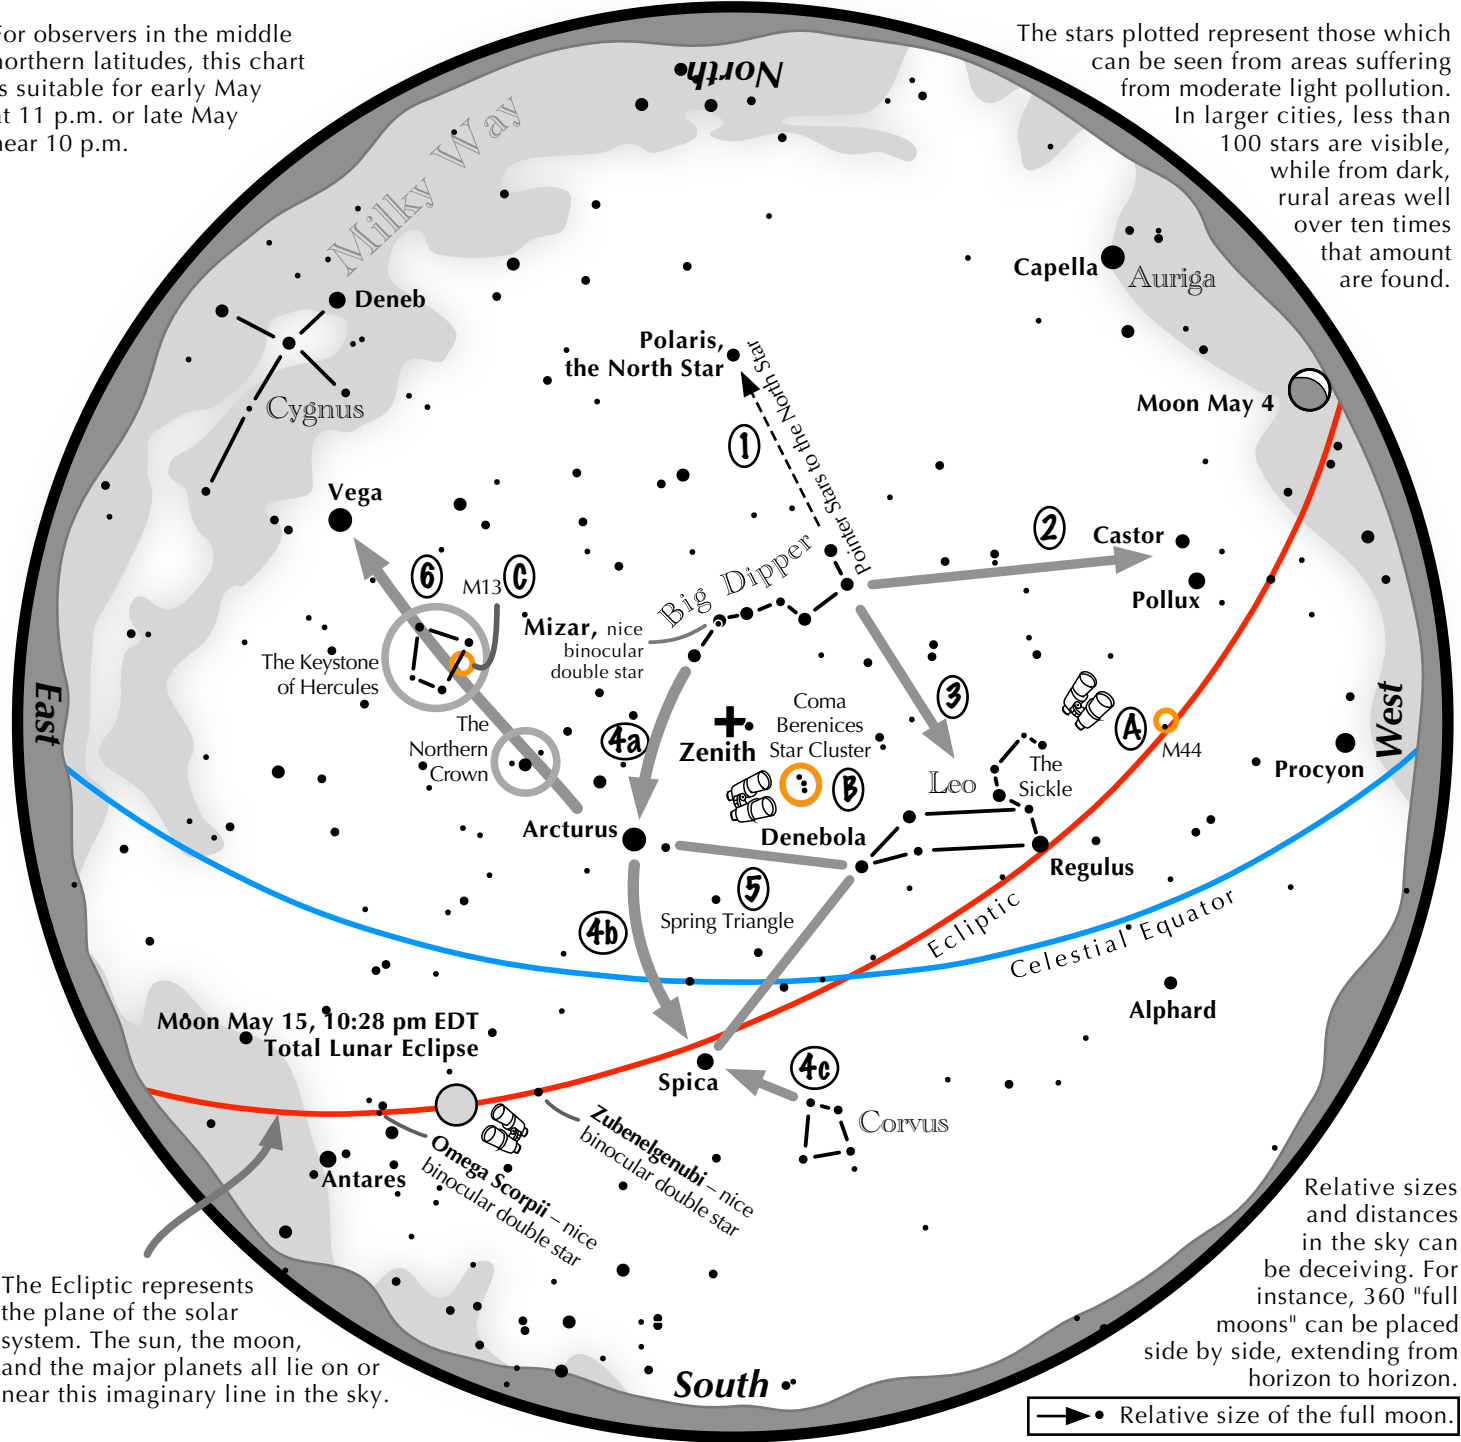 or observers in the middle
northern latitudes, this chart
s suitable for early May
at 11 p.m. or late May
near 10 p.m.
The stars plotted represent those which
can be seen from areas suffering
from moderate light pollution.
In larger cities, less than
100 stars are visible,
while from dark,
rural areas well
over ten times
that amount
are found.
North
Milky Way
Capella
Auriga
Deneb
Polaris,
the North Star
Pointer Stars to the North Star
Moon May 4
Cygnus
1
Vega
2
Castor
Big Dipper
6
M13
C
Pollux
Mizar, nice
binocular
double star
The Keystone
of Hercules
3
East
West
The
Northern
Crown
4a
Zenith
Coma
Berenices
Star Cluster
B
A
M44
Leo
The
Sickle
Procyon
Arcturus
Denebola
Regulus
5
Spring Triangle
4b
Ecliptic
Celestial Equator
Alphard
Moon May 15, 10:28 pm EDT
Total Lunar Eclipse
Spica
4c
Corvus
Zubenelgenubi – nice
binocular double star
Omega Scorpii – nice
binocular double star
Antares
The Ecliptic represents
the plane of the solar
system. The sun, the moon,
and the major planets all lie on or
near this imaginary line in the sky.
Relative sizes
and distances
in the sky can
be deceiving. For
instance, 360 "full
moons" can be placed
side by side, extending from
horizon to horizon.
South
Relative size of the full moon.